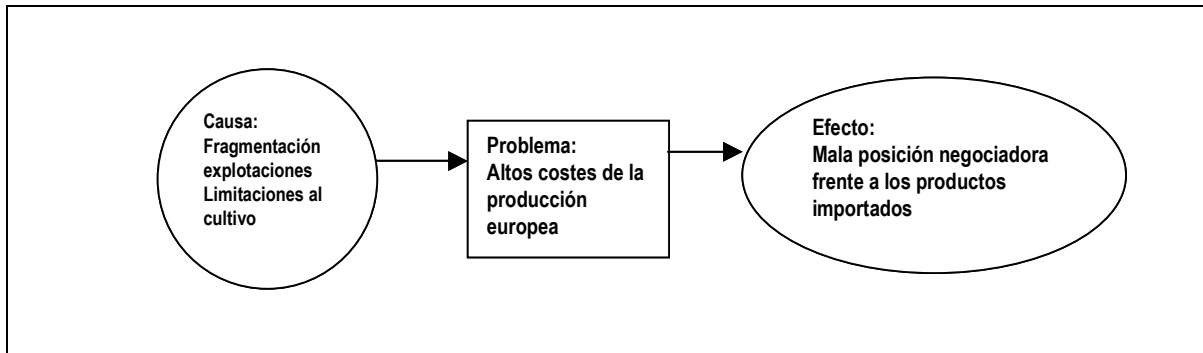 Causa:
Fragmentación
explotaciones
Limitaciones al
cultivo
Problema:
Altos costes de la
producción
europea
Efecto:
Mala posición negociadora
frente a los productos
importados